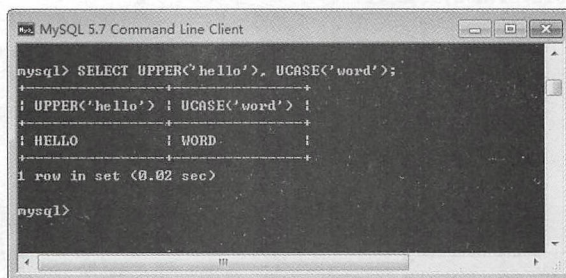 MySQL 5.7 Command Line Client
mysql> SELECT UPPER('hello'), UCASE('word');
+----------------+---------------+
| UPPER('hello') | UCASE('word') |
+----------------+---------------+
| HELLO | WORD |
+----------------+---------------+
1 row in set (0.02 sec)
mysql>